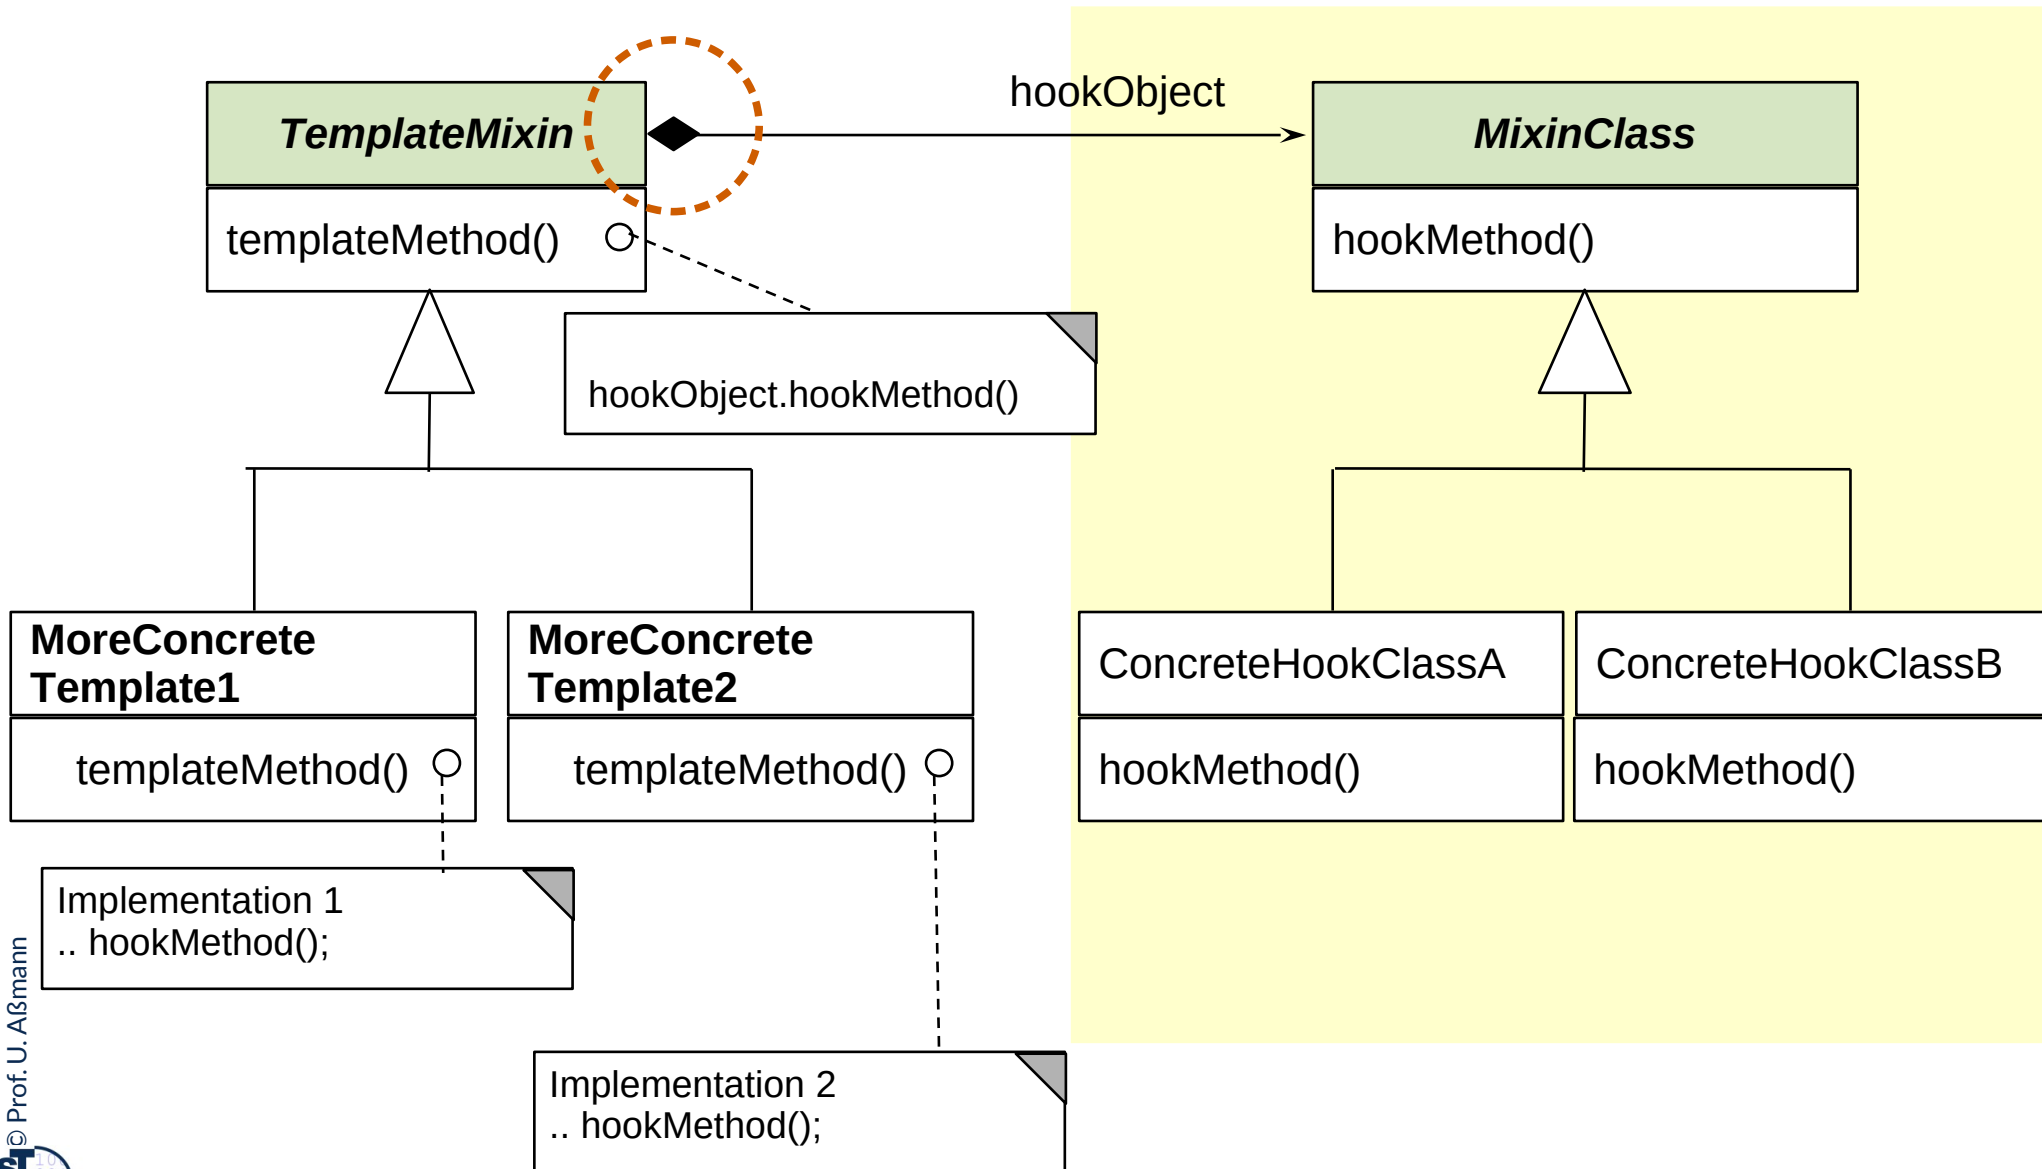 hookObject
TemplateMixin
MixinClass
templateMethod()
hookMethod()
hookObject.hookMethod()
MoreConcrete
Template1
MoreConcrete
Template2
ConcreteHookClassA
ConcreteHookClassB
templateMethod()
templateMethod()
hookMethod()
hookMethod()
Implementation 1
.. hookMethod();
Implementation 2
.. hookMethod();
© Prof. U. Aßmann